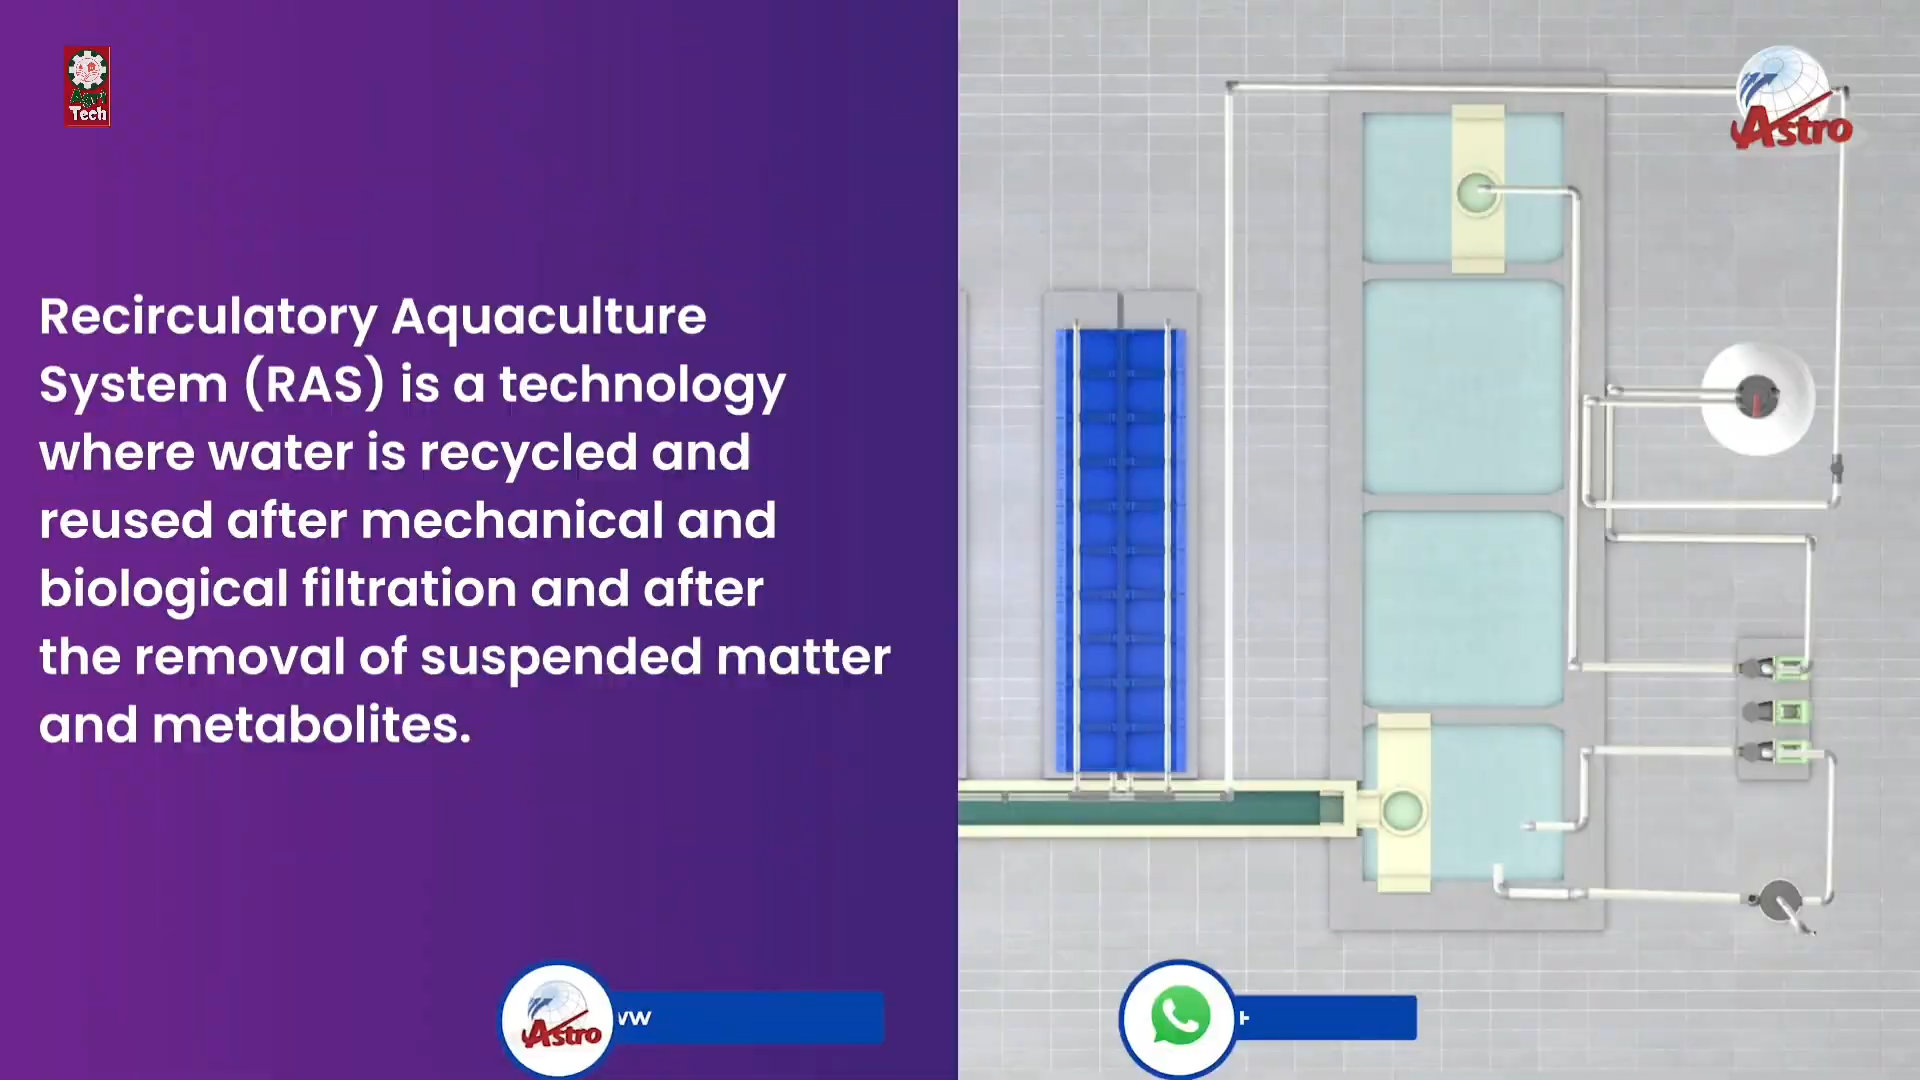 Agri
Tech
Astro
Recirculatory Aquaculture
System (RAS) is a technology
where water is recycled and
reused after mechanical and
biological filtration and after
the removal of suspended matter
and metabolites.
Astro
+